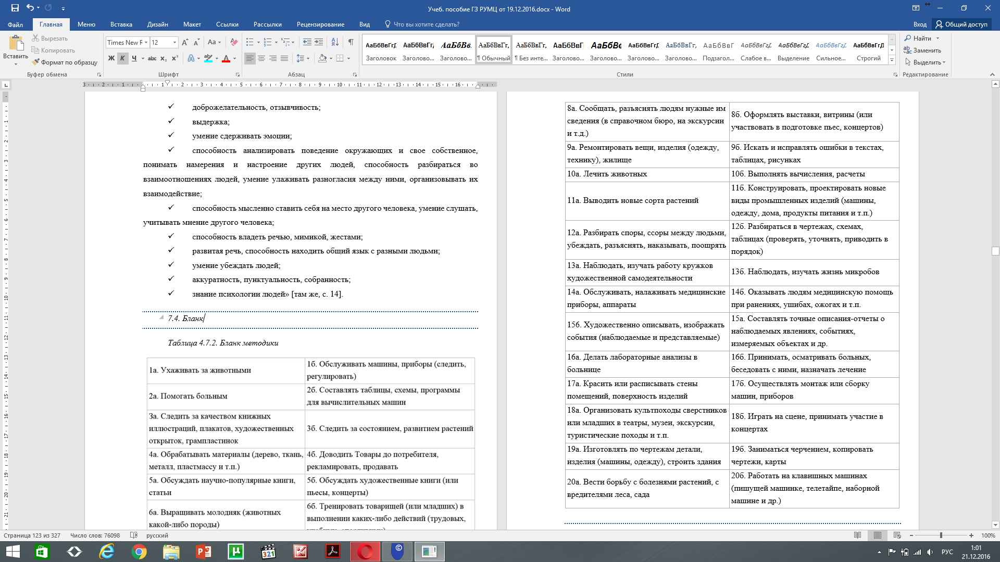 Учеб. пособие ГЗ РУМЦ от 19.12.2016.docx - Word
Файл
Главная
Меню
Вставка
Дизайн
Макет
Ссылки
Рассылки
Рецензирование
Вид
Что вы хотите сделать?
Вход
Общий доступ
Вставить
Вырезать
Копировать
Формат по образцу
Буфер обмена
Times New R
12
Шрифт
Абзац
АаБбВвГгД АаБбВвГг, АаБбВв. АаБбВвГг, АаБбВвГг, АаБбВвГ АаБбВв АаБбВвГгД АаБбВвГг, АаБбВвГ АаБбВвГгД АаБбВвГгД АаБбВвГгД АаБбВвГгД
Заголовок Заголово... Заголово... ¶ Обычный ¶ Без инте... Заголово... Заголово... Заголово... Заголово... Подзагол... Слабое в... Выделение Сильное... Строгий
Стили
Найти
Заменить
Выделить
Редактирование
доброжелательность, отзывчивость;
выдержка;
умение сдерживать эмоции;
способность анализировать поведение окружающих и свое собственное,
понимать намерения и настроение других людей, способность разбираться во
взаимоотношениях людей, умение улаживать разногласия между ними, организовывать их
взаимодействие;
способность мысленно ставить себя на место другого человека, умение слушать,
учитывать мнение другого человека;
способность владеть речью, мимикой, жестами;
развитая речь, способность находить общий язык с разными людьми;
умение убеждать людей;
аккуратность, пунктуальность, собранность;
знание психологии людей» [там же, с. 14].
7.4. Бланк
Таблица 4.7.2. Бланк методики
1а. Ухаживать за животными
1б. Обслуживать машины, приборы (следить,
регулировать)
2а. Помогать больным
2б. Составлять таблицы, схемы, программы
для вычислительных машин
3а. Следить за качеством книжных
иллюстраций, плакатов, художественных
открыток, грампластинок
3б. Следить за состоянием, развитием растений
4а. Обрабатывать материалы (дерево, ткань,
металл, пластмассу и т.п.)
4б. Доводить Товары до потребителя,
рекламировать, продавать
5а. Обсуждать научно-популярные книги,
статьи
5б. Обсуждать художественные книги (или
пьесы, концерты)
6а. Выращивать молодняк (животных
какой-либо породы)
6б. Тренировать товарищей (или младших) в
выполнении каких-либо действий (трудовых,
8а. Сообщать, разъяснять людям нужные им
сведения (в справочном бюро, на экскурсии
и т.д.)
8б. Оформлять выставки, витрины (или
участвовать в подготовке пьес, концертов)
9а. Ремонтировать вещи, изделия (одежду,
технику), жилище
9б. Искать и исправлять ошибки в текстах,
таблицах, рисунках
10а. Лечить животных
10б. Выполнять вычисления, расчеты
11а. Выводить новые сорта растений
11б. Конструировать, проектировать новые
виды промышленных изделий (машины,
одежду, дома, продукты питания и т.п.)
12а. Разбирать споры, ссоры между людьми,
убеждать, разъяснять, наказывать, поощрять
12б. Разбираться в чертежах, схемах,
таблицах (проверять, уточнять, приводить в
порядок)
13а. Наблюдать, изучать работу кружков
художественной самодеятельности
13б. Наблюдать, изучать жизнь микробов
14а. Обслуживать, налаживать медицинские
приборы, аппараты
14б. Оказывать людям медицинскую помощь
при ранениях, ушибах, ожогах и т.п.
156. Художественно описывать, изображать
события (наблюдаемые и представляемые)
15а. Составлять точные описания-отчеты о
наблюдаемых явлениях, событиях,
измеряемых объектах и др.
16а. Делать лабораторные анализы в
больнице
16б. Принимать, осматривать больных,
беседовать с ними, назначать лечение
17а. Красить или расписывать стены
помещений, поверхность изделий
17б. Осуществлять монтаж или сборку
машин, приборов
18а. Организовать культпоходы сверстников
или младших в театры, музеи, экскурсии,
туристические походы и т.п.
18б. Играть на сцене, принимать участие в
концертах
19а. Изготовлять по чертежам детали,
изделия (машины, одежду), строить здания
19б. Заниматься черчением, копировать
чертежи, карты
20а. Вести борьбу с болезнями растений, с
вредителями леса, сада
20б. Работать на клавишных машинах
(пишущей машинке, телетайпе, наборной
машине и др.)
Страница 123 из 327
Число слов: 76098
русский
100%
РУС
1:01
21.12.2016